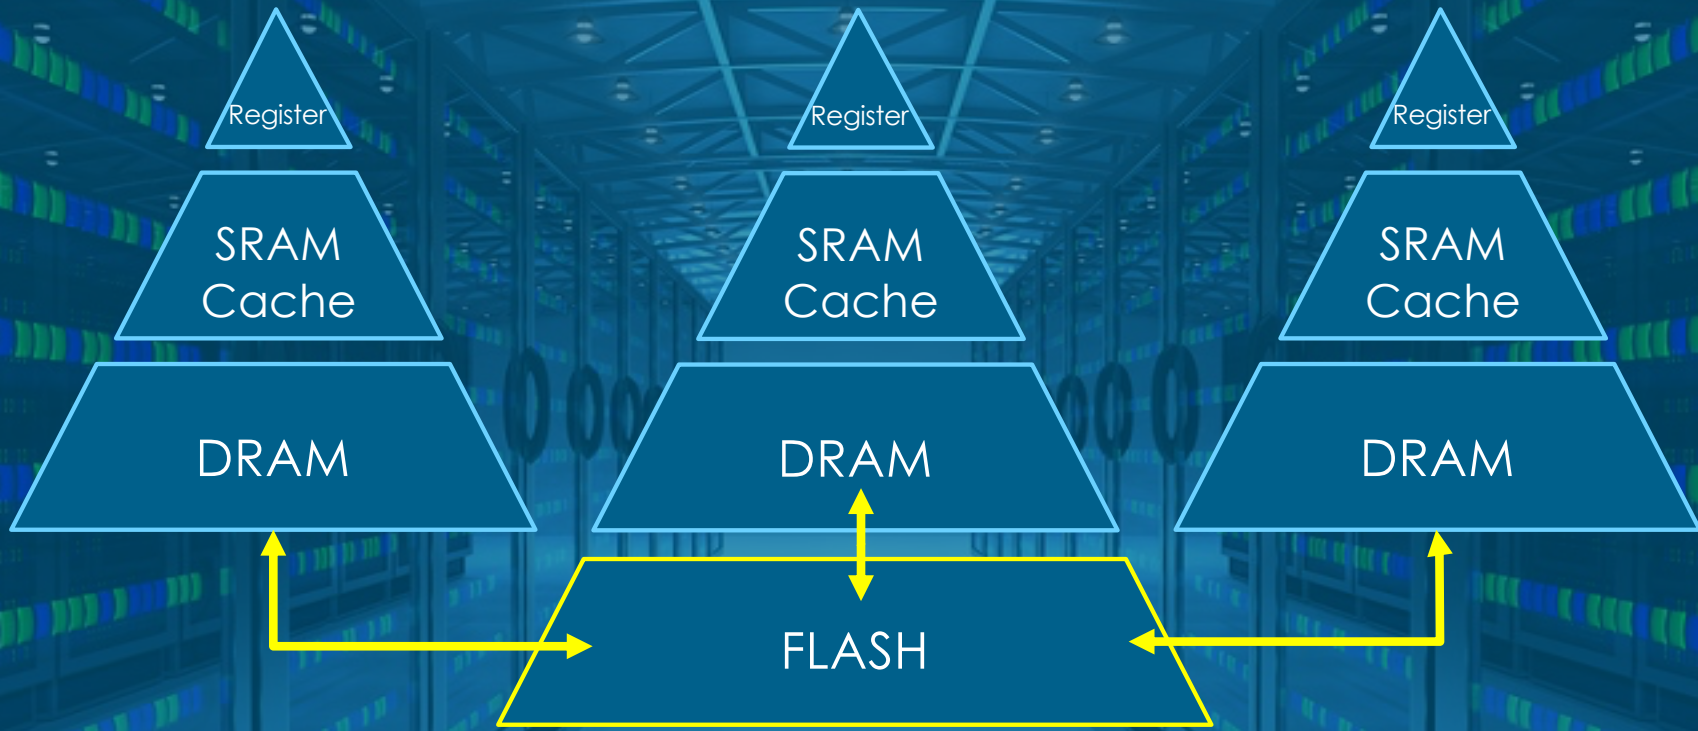 Register
Register
Register
SRAM
Cache
SRAM
Cache
SRAM
Cache
DRAM
DRAM
DRAM
FLASH